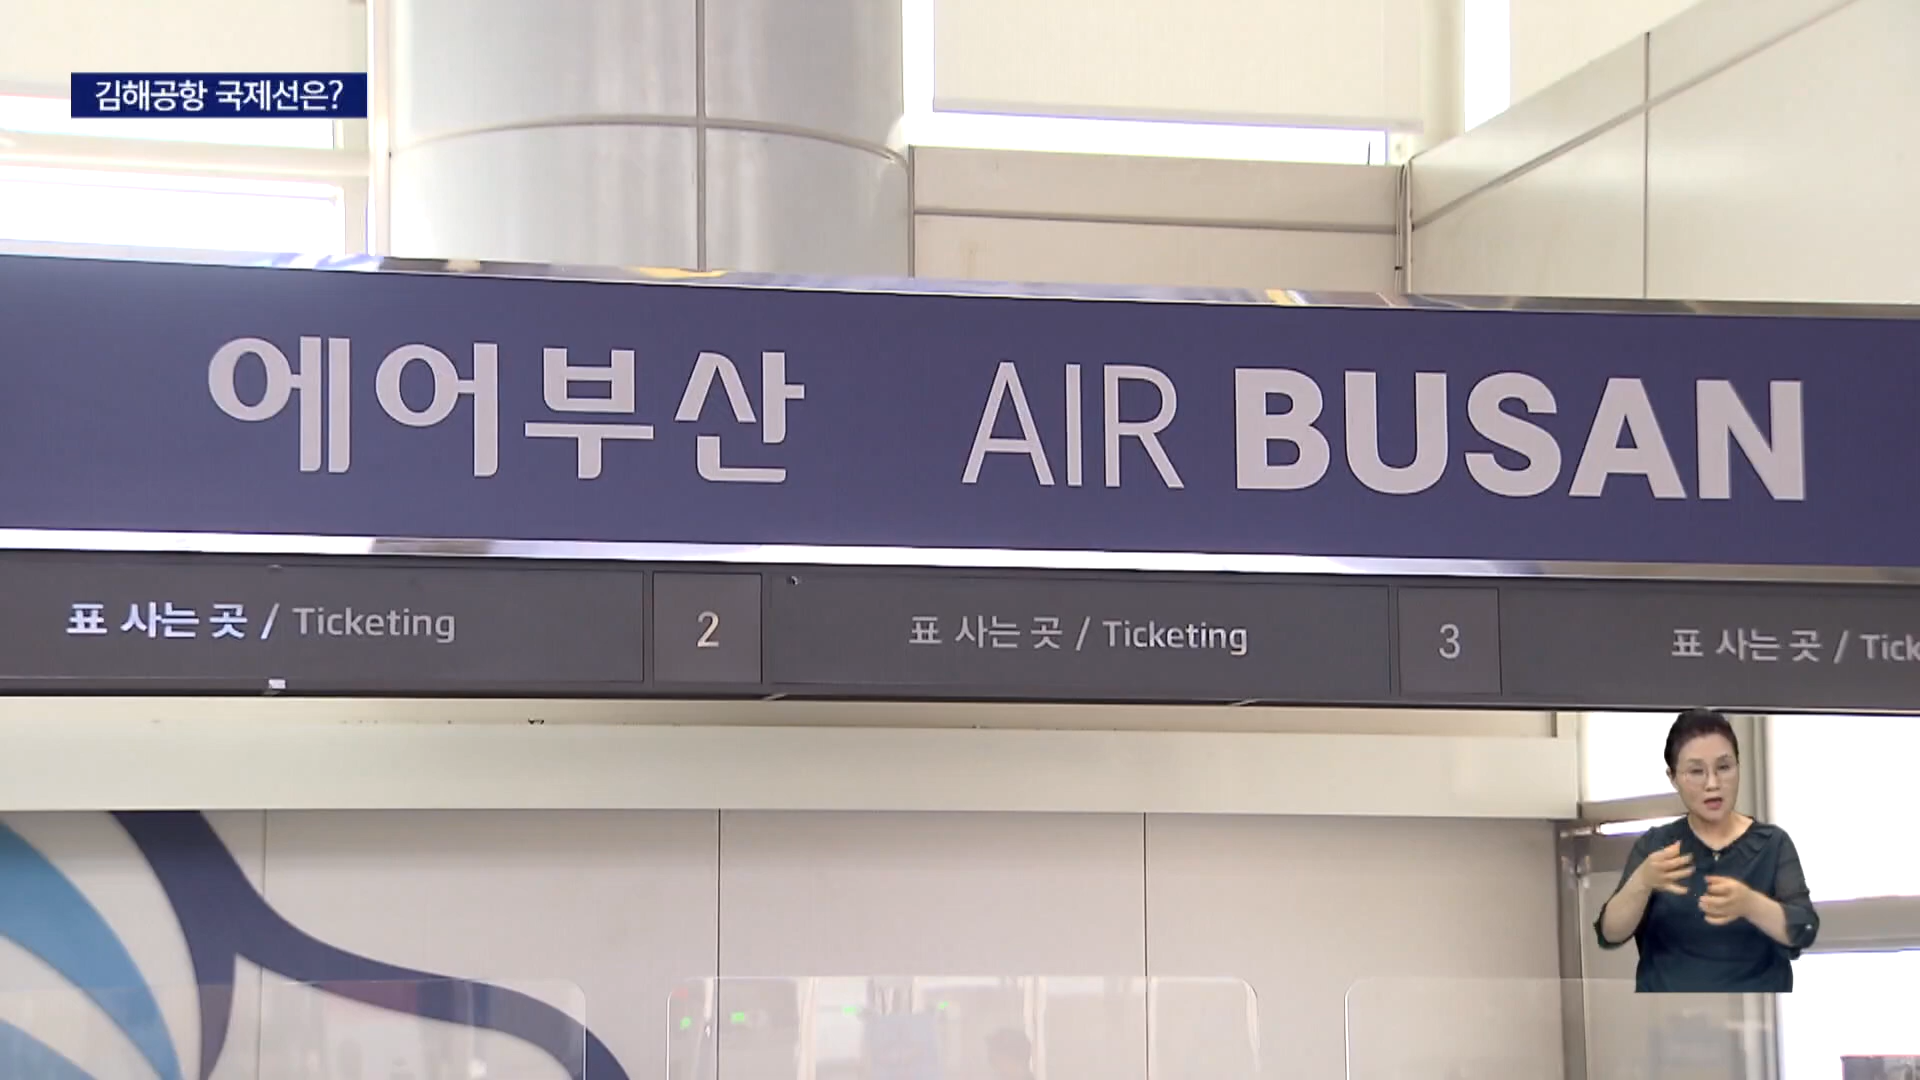 김해공항 국제선은?
에어부산 AIR BUSAN
표 사는 곳 / Ticketing 2 표 사는 곳 / Ticketing 3 표 사는 곳 / Tick